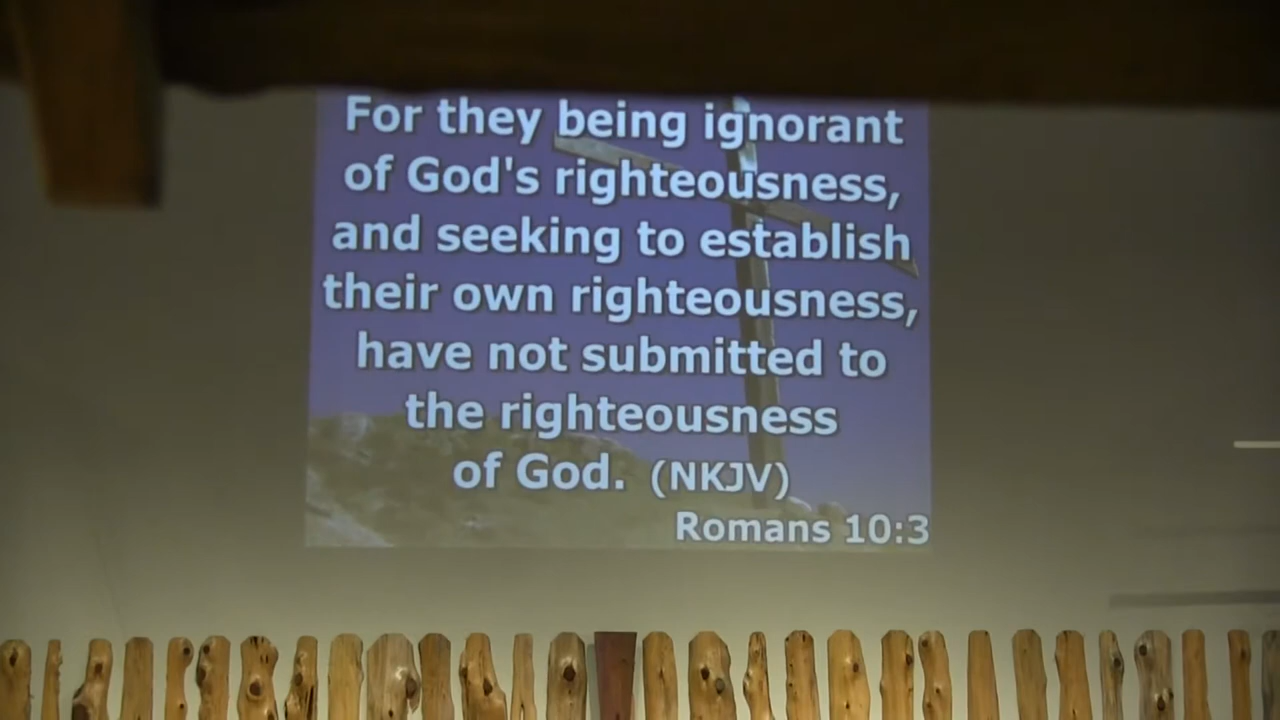 For they being ignorant
of God's righteousness,
and seeking to establish
their own righteousness,
have not submitted to
the righteousness
of God. (NKJV)
Romans 10:3